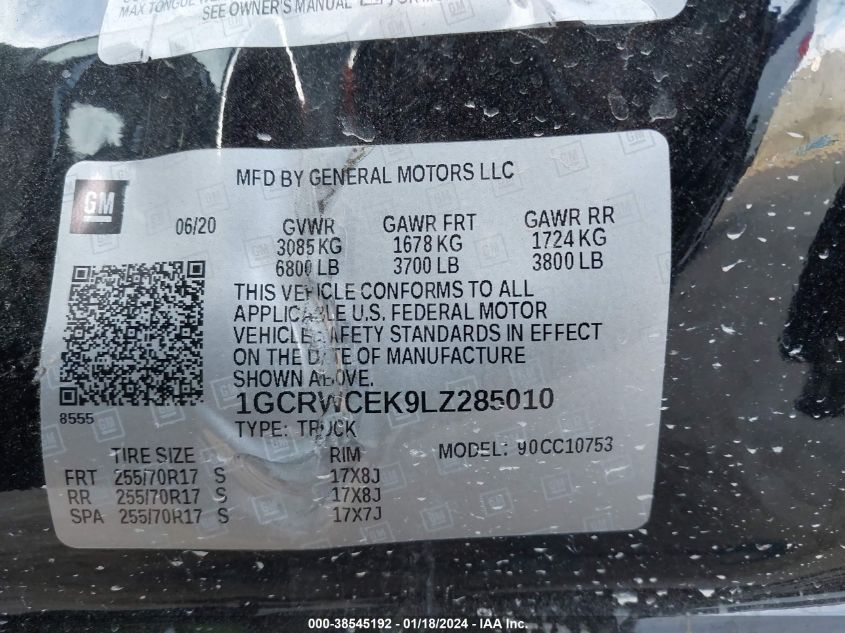 MAX TONGUE
SEE OWNER'S MANUAL
GM
MFD BY GENERAL MOTORS LLC
06/20 GVWR GAWR FRT GAWR RR
3085 KG 1678 KG 1724 KG
6800 LB 3700 LB 3800 LB
THIS VEHICLE CONFORMS TO ALL
APPLICABLE U.S. FEDERAL MOTOR
VEHICLE SAFETY STANDARDS IN EFFECT
ON THE DATE OF MANUFACTURE
SHOWN ABOVE.
8555
1GCRWCEK9LZ285010
TYPE: TRUCK MODEL: 90CC10753
TIRE SIZE RIM
FRT 255/70R17 S 17X8J
RR 255/70R17 S 17X8J
SPA 255/70R17 S 17X7J
000-38545192 - 01/18/2024 - IAA, Inc.